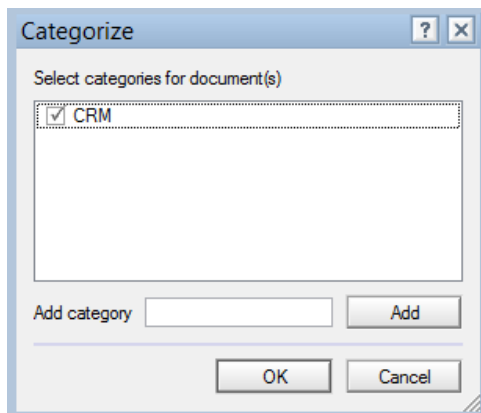 Categorize
?
Select categories for document(s)
CRM
Add category
Add
OK
Cancel